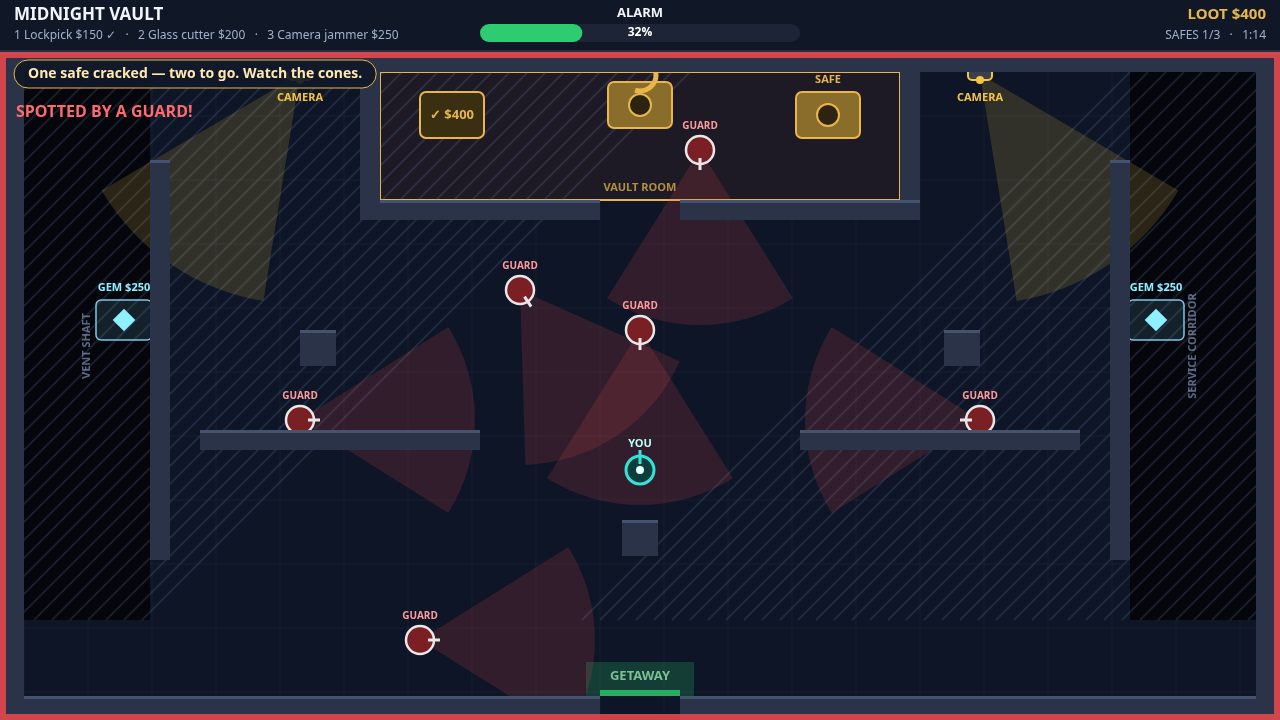 MIDNIGHT VAULT
1 Lockpick $150 ✓ · 2 Glass cutter $200 · 3 Camera jammer $250
ALARM
32%
LOOT $400
SAFES 1/3 · 1:14
One safe cracked — two to go. Watch the cones.
SPOTTED BY A GUARD!
CAMERA
✓ $400
SAFE
CAMERA
GUARD
VAULT ROOM
GUARD
GEM $250
GUARD
GEM $250
VENT SHAFT
SERVICE CORRIDOR
GUARD
GUARD
YOU
GUARD
GETAWAY